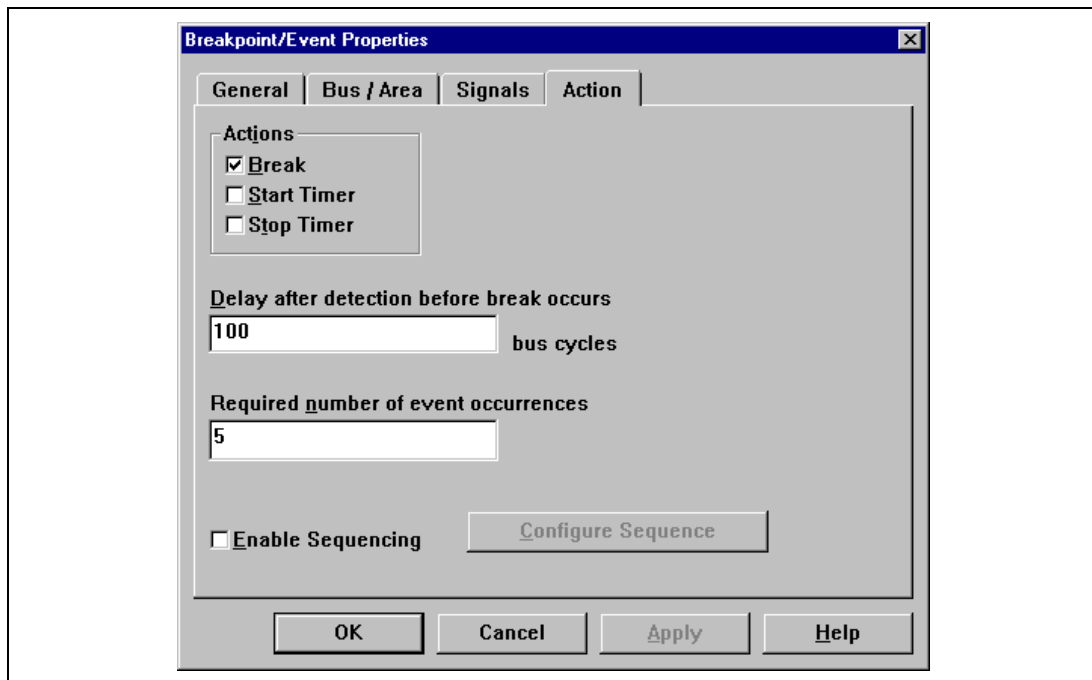 Breakpoint/Event Properties
General Bus / Area Signals Action
Actions
Break
Start Timer
Stop Timer
Delay after detection before break occurs
100 bus cycles
Required number of event occurrences
5
Enable Sequencing Configure Sequence
OK Cancel Apply Help